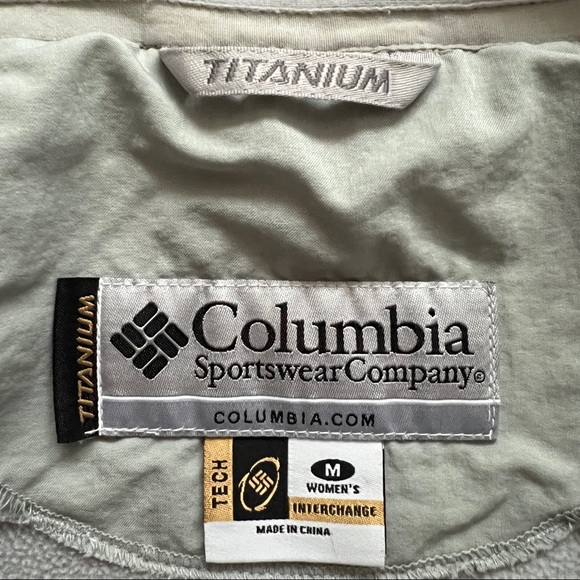 TITANIUM
TITANIUM
Columbia
Sportswear Company®
COLUMBIA.COM
TECH
M
WOMEN'S
INTERCHANGE
MADE IN CHINA